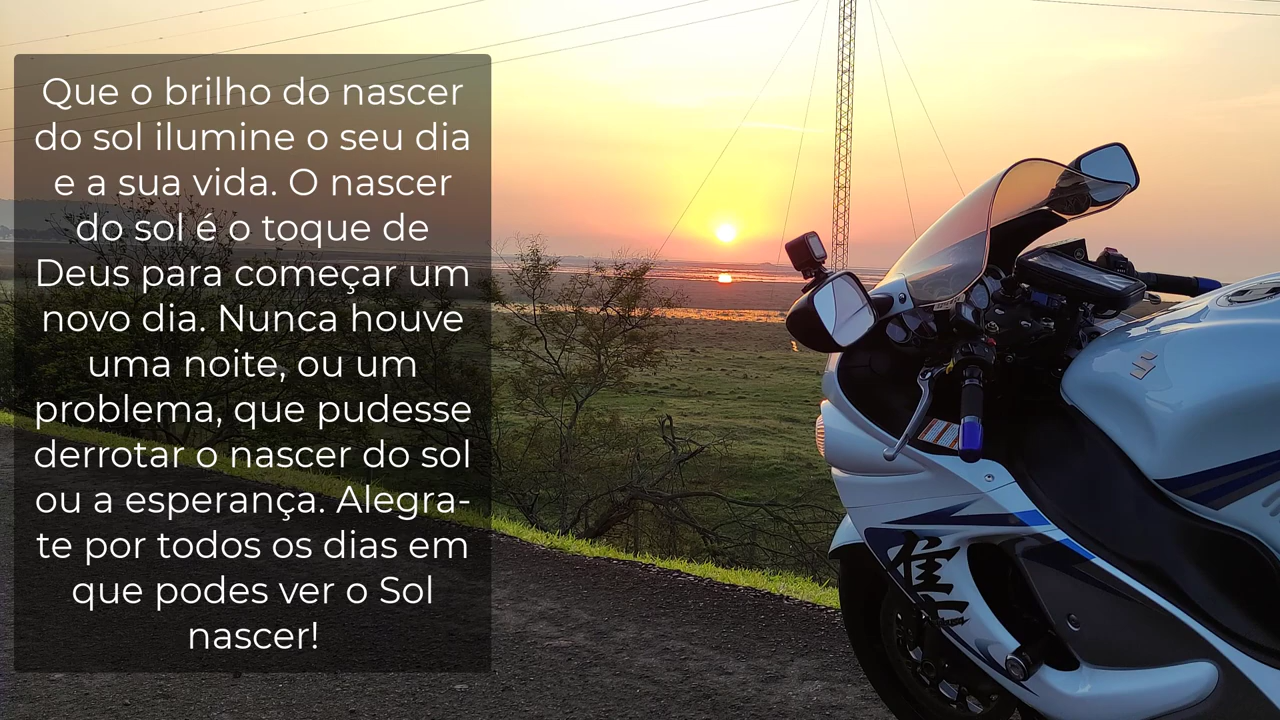 Que o brilho do nascer
do sol ilumine o seu dia
e a sua vida. O nascer
do sol é o toque de
Deus para começar um
novo dia. Nunca houve
uma noite, ou um
problema, que pudesse
derrotar o nascer do sol
ou a esperança. Alegra-
te por todos os dias em
que podes ver o Sol
nascer!
隼